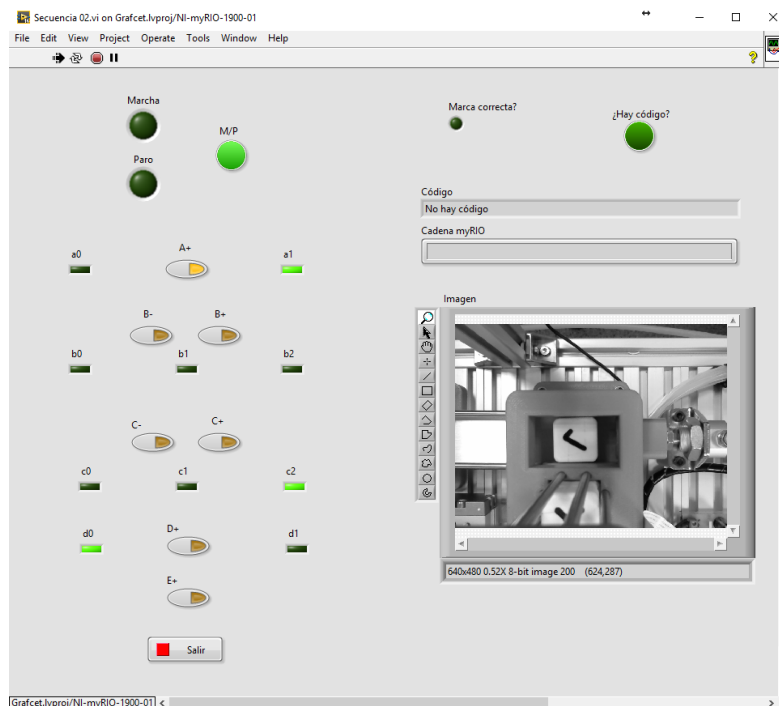 Secuencia 02.vi on Grafcet.lvproj/NI-myRIO-1900-01
File Edit View Project Operate Tools Window Help
Marcha
M/P
Paro
Marca correcta?
¿Hay código?
Código
No hay código
Cadena myRIO
a0 A+ a1
B- B+
b0 b1 b2
C- C+
c0 c1 c2
d0 D+ d1
E+
Salir
Imagen
640x480 0.52X 8-bit image 200 (624,287)
Grafcet.lvproj/NI-myRIO-1900-01